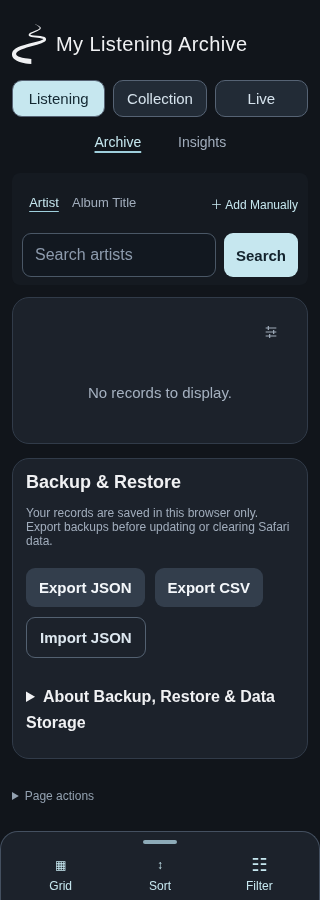 My Listening Archive
Listening Collection Live
Archive Insights
Artist Album Title + Add Manually
Search artists Search
No records to display.
Backup & Restore
Your records are saved in this browser only.
Export backups before updating or clearing Safari
data.
Export JSON Export CSV
Import JSON
About Backup, Restore & Data
Storage
Page actions
Grid Sort Filter